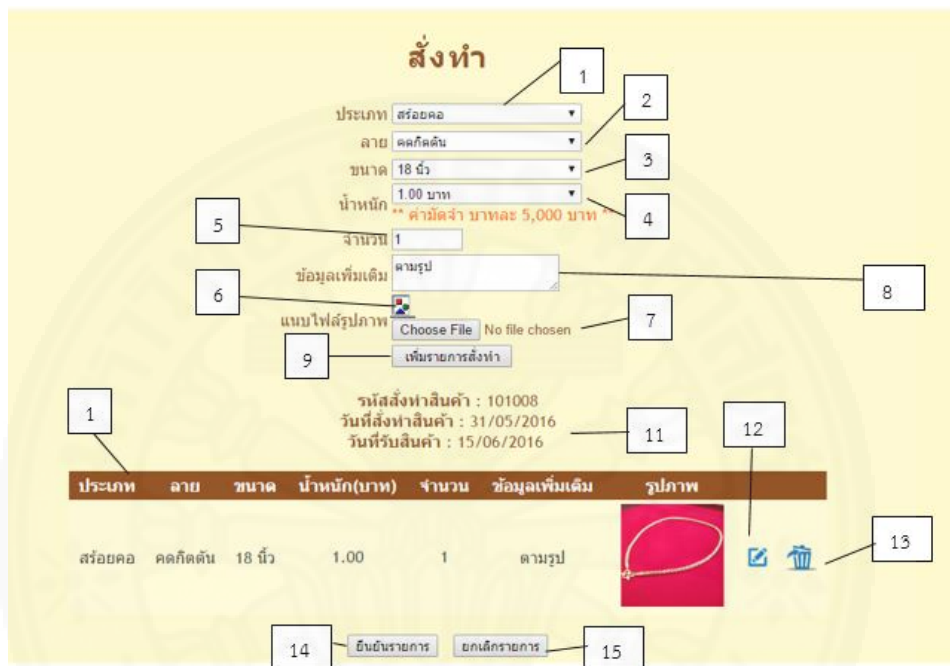 สั่งทำ
1
ประเภท สร้อยคอ
2
ลาย คดกิตตัน
3
ขนาด 18 นิ้ว
น้ำหนัก 1.00 บาท
4
** ค่ามัดจำ บาทละ 5,000 บาท **
5
จำนวน 1
ข้อมูลเพิ่มเติม ตามรูป
8
6
แนบไฟล์รูปภาพ Choose File No file chosen
7
9
เพิ่มรายการสั่งทำ
รหัสสั่งทำสินค้า : 101008
วันที่สั่งทำสินค้า : 31/05/2016
วันที่รับสินค้า : 15/06/2016
1
11
12
ประเภท ลาย ขนาด น้ำหนัก(บาท) จำนวน ข้อมูลเพิ่มเติม รูปภาพ
สร้อยคอ คดกิตตัน 18 นิ้ว 1.00 1 ตามรูป
13
14 ยืนยันรายการ ยกเลิกรายการ 15